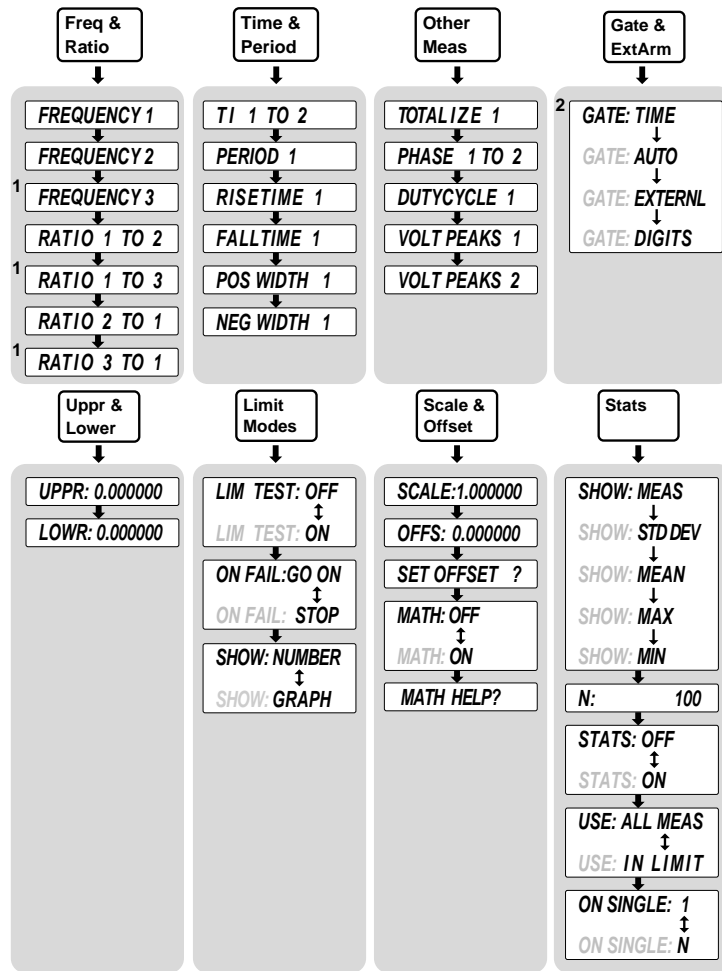 Freq &
Ratio
FREQUENCY 1
FREQUENCY 2
1
FREQUENCY 3
RATIO 1 TO 2
1
RATIO 1 TO 3
RATIO 2 TO 1
1
RATIO 3 TO 1
Time &
Period
TI 1 TO 2
PERIOD 1
RISETIME 1
FALLTIME 1
POS WIDTH 1
NEG WIDTH 1
Other
Meas
TOTALIZE 1
PHASE 1 TO 2
DUTYCYCLE 1
VOLT PEAKS 1
VOLT PEAKS 2
Gate &
ExtArm
2
GATE: TIME
GATE: AUTO
GATE: EXTERNL
GATE: DIGITS
Uppr &
Lower
UPPR: 0.000000
LOWR: 0.000000
Limit
Modes
LIM TEST: OFF
LIM TEST: ON
ON FAIL:GO ON
ON FAIL: STOP
SHOW: NUMBER
SHOW: GRAPH
Scale &
Offset
SCALE:1.000000
OFFS: 0.000000
SET OFFSET ?
MATH: OFF
MATH: ON
MATH HELP?
Stats
SHOW: MEAS
SHOW: STD DEV
SHOW: MEAN
SHOW: MAX
SHOW: MIN
N: 100
STATS: OFF
STATS: ON
USE: ALL MEAS
USE: IN LIMIT
ON SINGLE: 1
ON SINGLE: N